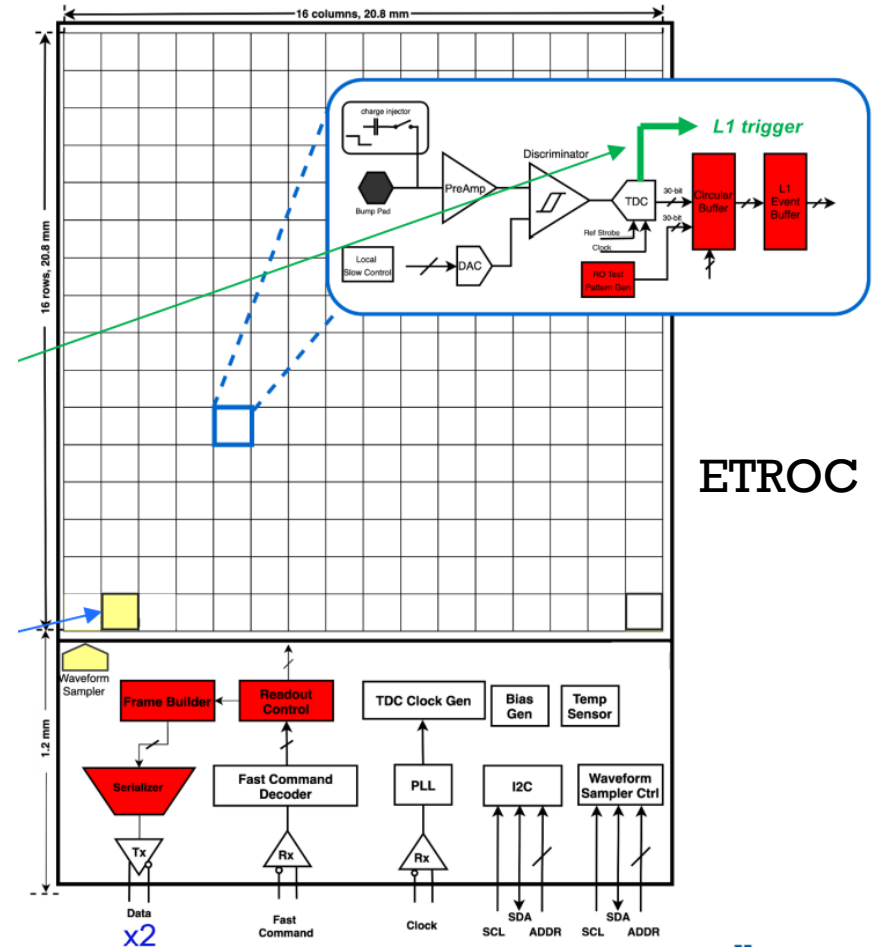 16 columns, 20.8 mm
16 rows, 20.8 mm
charge injector
Bump Pad
PreAmp
Discriminator
L1 trigger
TDC
30-bit
30-bit
Ref Strobe
Clock
Circular
Buffer
L1
Event
Buffer
Local
Slow Control
DAC
RO Test
Pattern Gen
ETROC
1.2 mm
Waveform
Sampler
Frame Builder
Readout
Control
TDC Clock Gen
Bias
Gen
Temp
Sensor
Serializer
Fast Command
Decoder
PLL
I2C
Waveform
Sampler Ctrl
Tx
Rx
Rx
Data
x2
Fast
Command
Clock
SCL
SDA
ADDR
SCL
SDA
ADDR